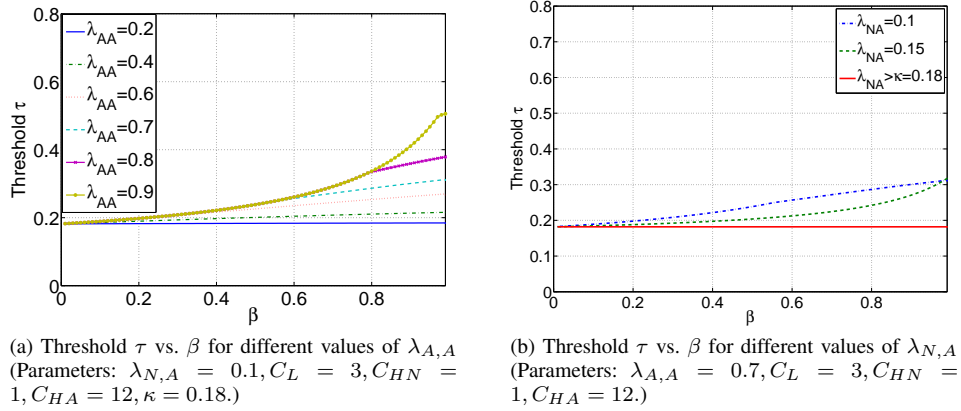 0.8
0.6
0.4
0.2
0
Threshold τ
λAA=0.2
λAA=0.4
λAA=0.6
λAA=0.7
λAA=0.8
λAA=0.9
0
0.2
0.4
0.6
0.8
β
(a) Threshold τ vs. β for different values of λA,A
(Parameters: λN,A = 0.1, CL = 3, CHN =
1, CHA = 12, κ = 0.18.)
0.8
0.7
0.6
0.5
0.4
0.3
0.2
0.1
0
Threshold τ
λNA=0.1
λNA=0.15
λNA>κ=0.18
0
0.2
0.4
0.6
0.8
β
(b) Threshold τ vs. β for different values of λN,A
(Parameters: λA,A = 0.7, CL = 3, CHN =
1, CHA = 12.)